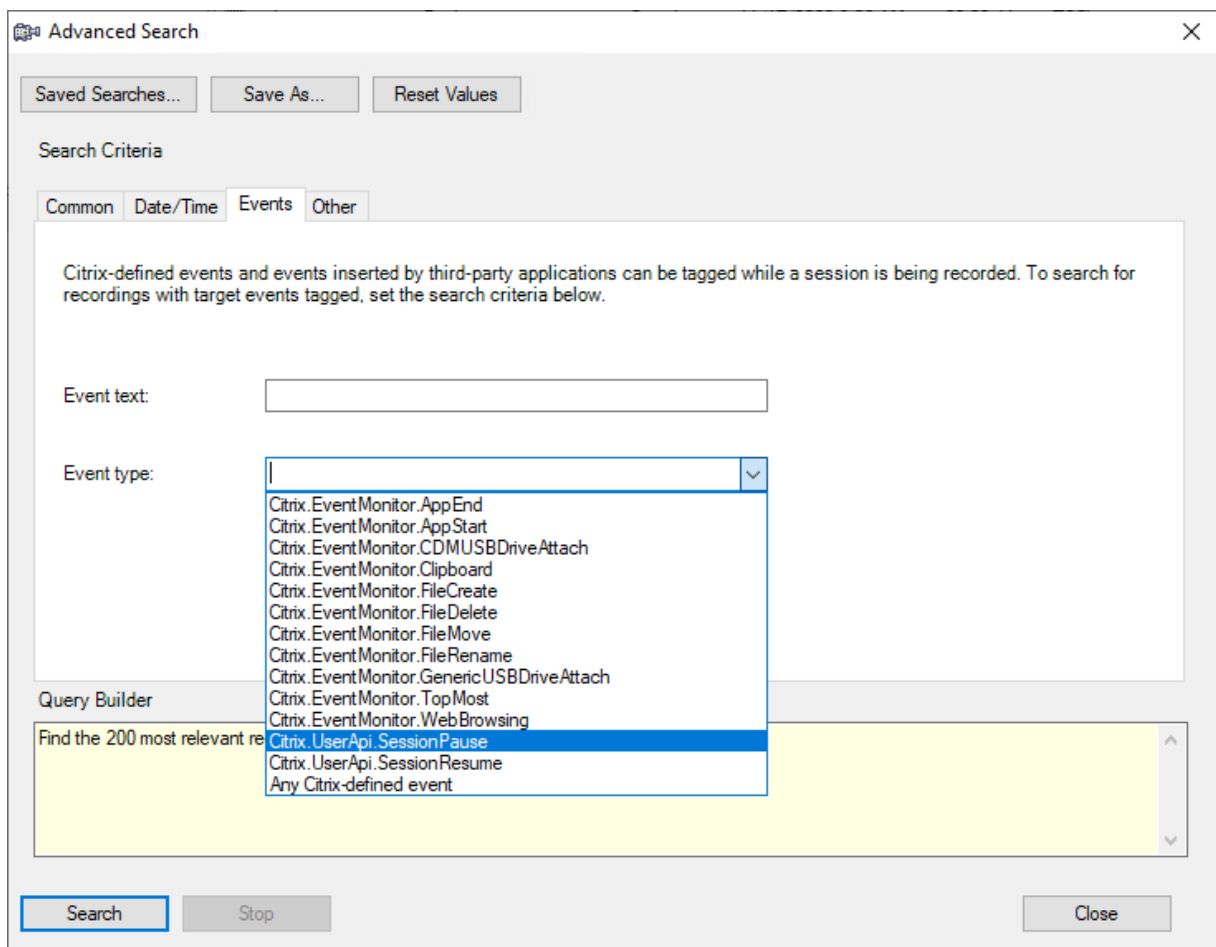 Advanced Search
Saved Searches...
Save As...
Reset Values
Search Criteria
Common
Date/Time
Events
Other
Citrix-defined events and events inserted by third-party applications can be tagged while a session is being recorded. To search for
recordings with target events tagged, set the search criteria below.
Event text:
Event type:
Citrix.EventMonitor.AppEnd
Citrix.EventMonitor.AppStart
Citrix.EventMonitor.CDMUSBDriveAttach
Citrix.EventMonitor.Clipboard
Citrix.EventMonitor.FileCreate
Citrix.EventMonitor.FileDelete
Citrix.EventMonitor.FileMove
Citrix.EventMonitor.FileRename
Citrix.EventMonitor.GenericUSBDriveAttach
Citrix.EventMonitor.TopMost
Citrix.EventMonitor.WebBrowsing
Citrix.UserApi.SessionPause
Citrix.UserApi.SessionResume
Any Citrix-defined event
Query Builder
Find the 200 most relevant re
Search
Stop
Close